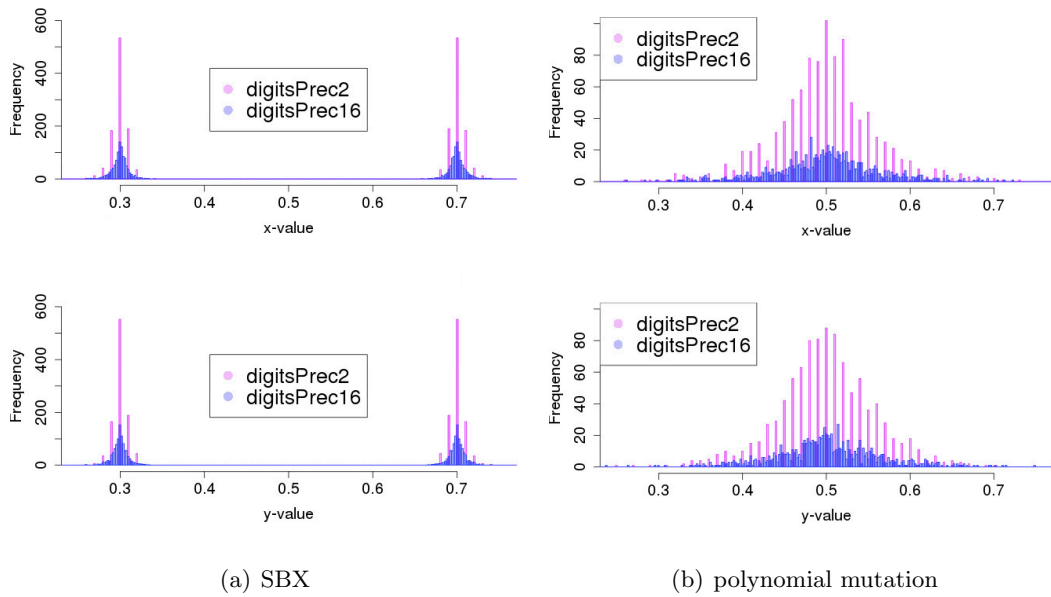 Frequency
0 200 400 600
digitsPrec2
digitsPrec16
0.3 0.4 0.5 0.6 0.7
x-value
Frequency
0 20 40 60 80
digitsPrec2
digitsPrec16
0.3 0.4 0.5 0.6 0.7
x-value
Frequency
0 200 400 600
digitsPrec2
digitsPrec16
0.3 0.4 0.5 0.6 0.7
y-value
Frequency
0 20 40 60 80
digitsPrec2
digitsPrec16
0.3 0.4 0.5 0.6 0.7
y-value
(a) SBX
(b) polynomial mutation